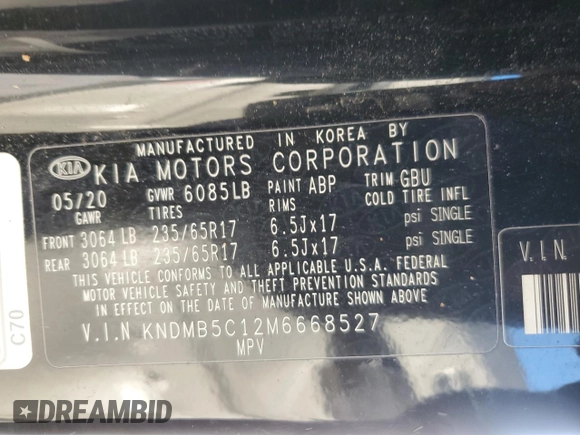 MANUFACTURED IN KOREA BY
KIA KIA MOTORS CORPORATION
05/20 GVWR 6085LB PAINT ABP TRIM GBU
GAWR TIRES RIMS COLD TIRE INFL
FRONT 3064 LB 235/65R17 6.5Jx17 psi SINGLE
REAR 3064 LB 235/65R17 6.5Jx17 psi SINGLE
THIS VEHICLE CONFORMS TO ALL APPLICABLE U.S.A. FEDERAL
MOTOR VEHICLE SAFETY AND THEFT PREVENTION STANDARDS
IN EFFECT ON THE DATE OF MANUFACTURE SHOWN ABOVE.
V.I.N KNDMB5C12M6668527
MPV
V.I.N.
C70
DREAMBID